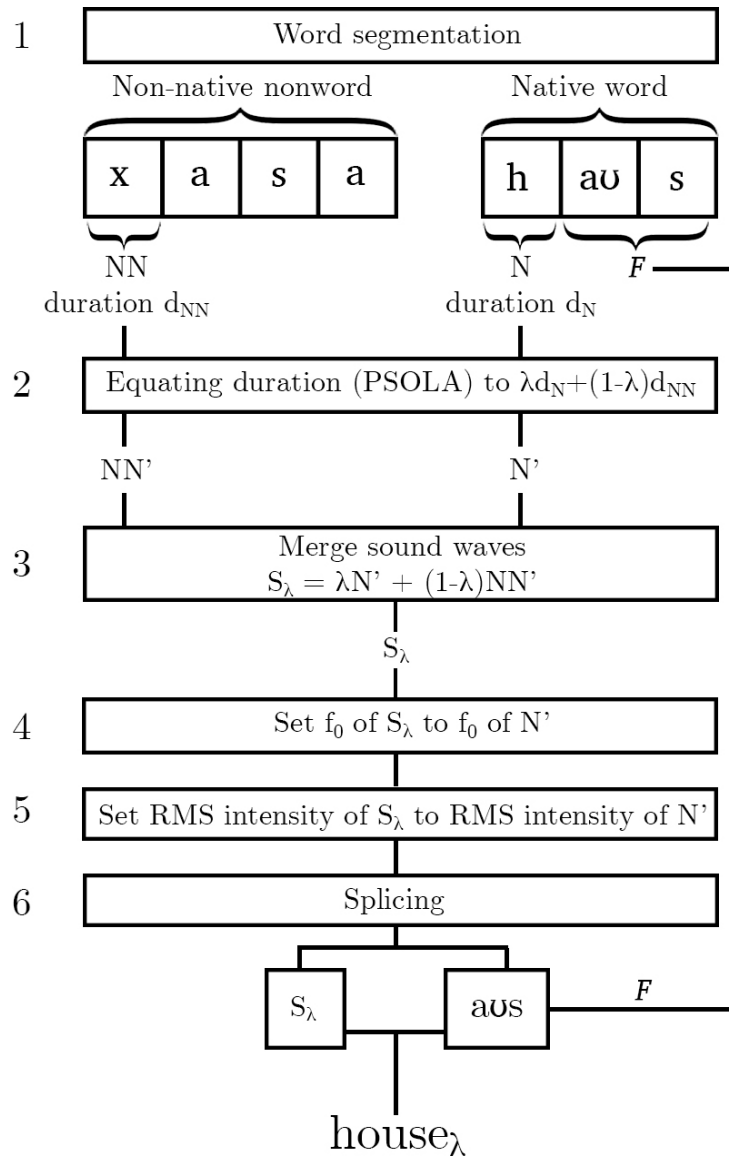 1 Word segmentation
Non-native nonword Native word
x a s a h aʊ s
NN N F
duration d_NN duration d_N
2 Equating duration (PSOLA) to λd_N+(1-λ)d_NN
NN' N'
3 Merge sound waves
S_λ = λN' + (1-λ)NN'
S_λ
4 Set f₀ of S_λ to f₀ of N'
5 Set RMS intensity of S_λ to RMS intensity of N'
6 Splicing
S_λ aʊs F
house_λ